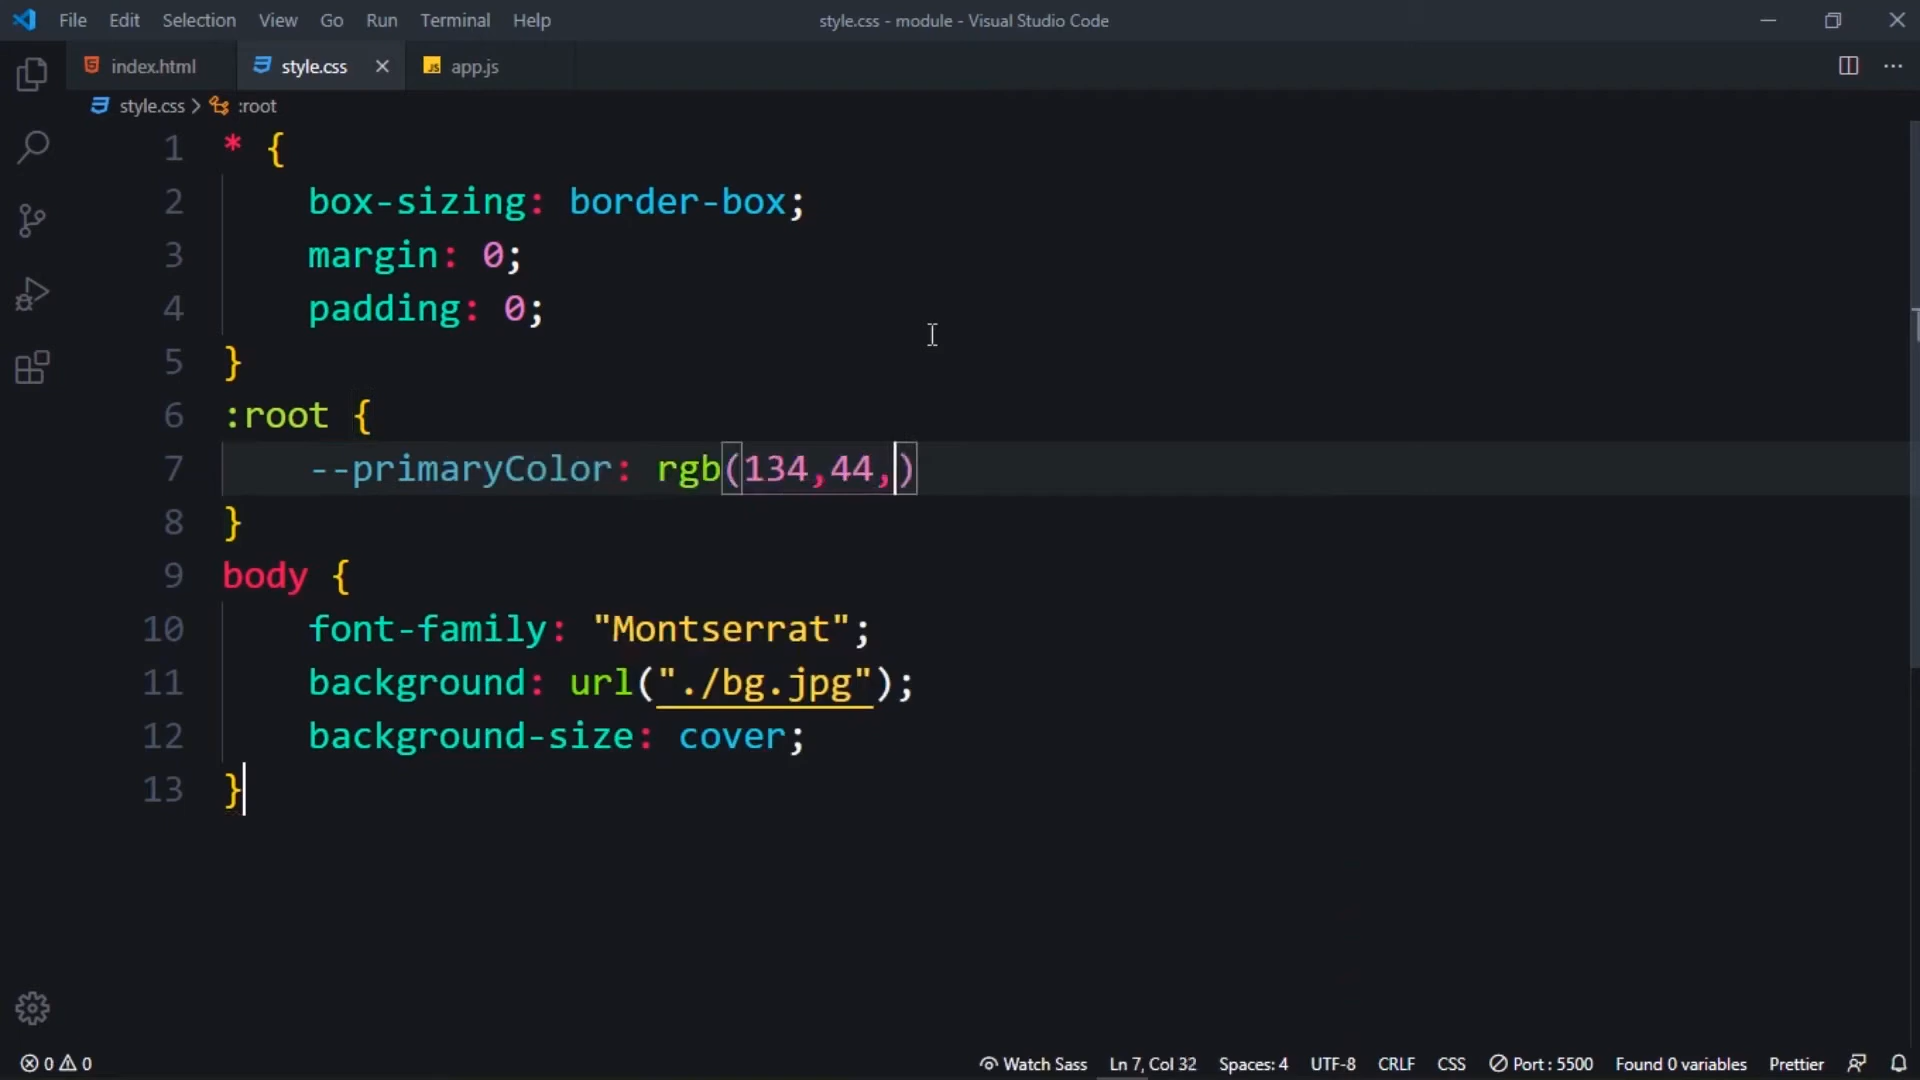 File Edit Selection View Go Run Terminal Help style.css - module - Visual Studio Code
index.html style.css app.js
style.css > :root
1 * {
2     box-sizing: border-box;
3     margin: 0;
4     padding: 0;
5 }
6 :root {
7     --primaryColor: rgb(134,44,)
8 }
9 body {
10     font-family: "Montserrat";
11     background: url("./bg.jpg");
12     background-size: cover;
13 }
0 0 Watch Sass Ln 7, Col 32 Spaces: 4 UTF-8 CRLF CSS Port : 5500 Found 0 variables Prettier